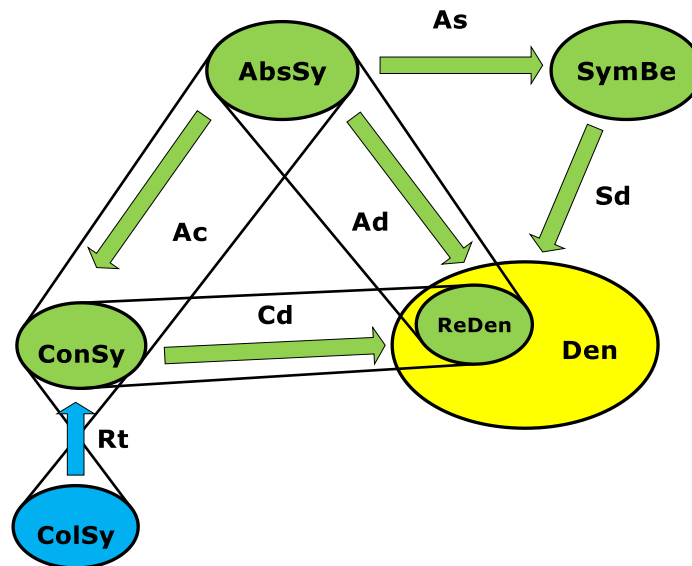 As
AbsSy
SymBe
Sd
Ac
Ad
Cd
ReDen
ConSy
Den
Rt
ColSy